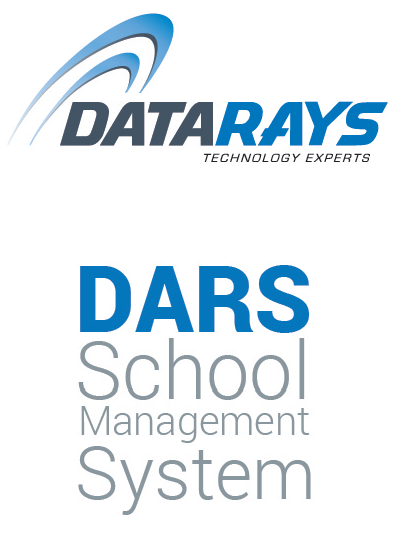 DATARAYS
TECHNOLOGY EXPERTS
DARS
School
Management
System